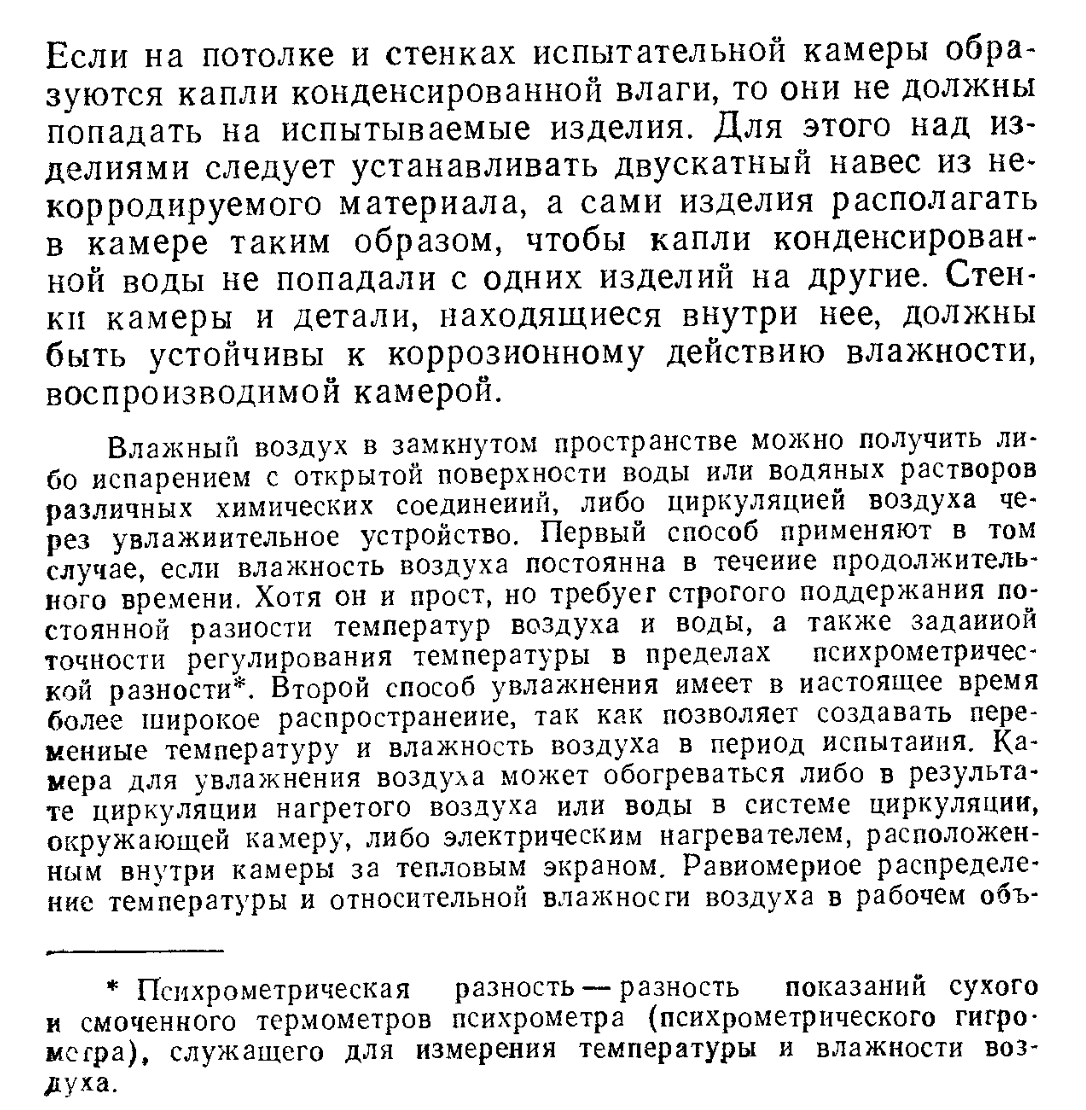 Если на потолке и стенках испытательной камеры обра-
зуются капли конденсированной влаги, то они не должны
попадать на испытываемые изделия. Для этого над из-
делиями следует устанавливать двускатный навес из не-
корродируемого материала, а сами изделия располагать
в камере таким образом, чтобы капли конденсирован-
ной воды не попадали с одних изделий на другие. Стен-
ки камеры и детали, находящиеся внутри нее, должны
быть устойчивы к коррозионному действию влажности,
воспроизводимой камерой.
Влажный воздух в замкнутом пространстве можно получить ли-
бо испарением с открытой поверхности воды или водяных растворов
различных химических соединений, либо циркуляцией воздуха че-
рез увлажнительное устройство. Первый способ применяют в том
случае, если влажность воздуха постоянна в течение продолжитель-
ного времени. Хотя он и прост, но требует строгого поддержания по-
стоянной разности температур воздуха и воды, а также заданной
точности регулирования температуры в пределах психрометричес-
кой разности*. Второй способ увлажнения имеет в настоящее время
более широкое распространение, так как позволяет создавать пере-
менные температуру и влажность воздуха в период испытания. Ка-
мера для увлажнения воздуха может обогреваться либо в результа-
те циркуляции нагретого воздуха или воды в системе циркуляции,
окружающей камеру, либо электрическим нагревателем, расположен-
ным внутри камеры за тепловым экраном. Равномерное распределе-
ние температуры и относительной влажности воздуха в рабочем объ-
* Психрометрическая разность — разность показаний сухого
и смоченного термометров психрометра (психрометрического гигро-
метра), служащего для измерения температуры и влажности воз-
духа.